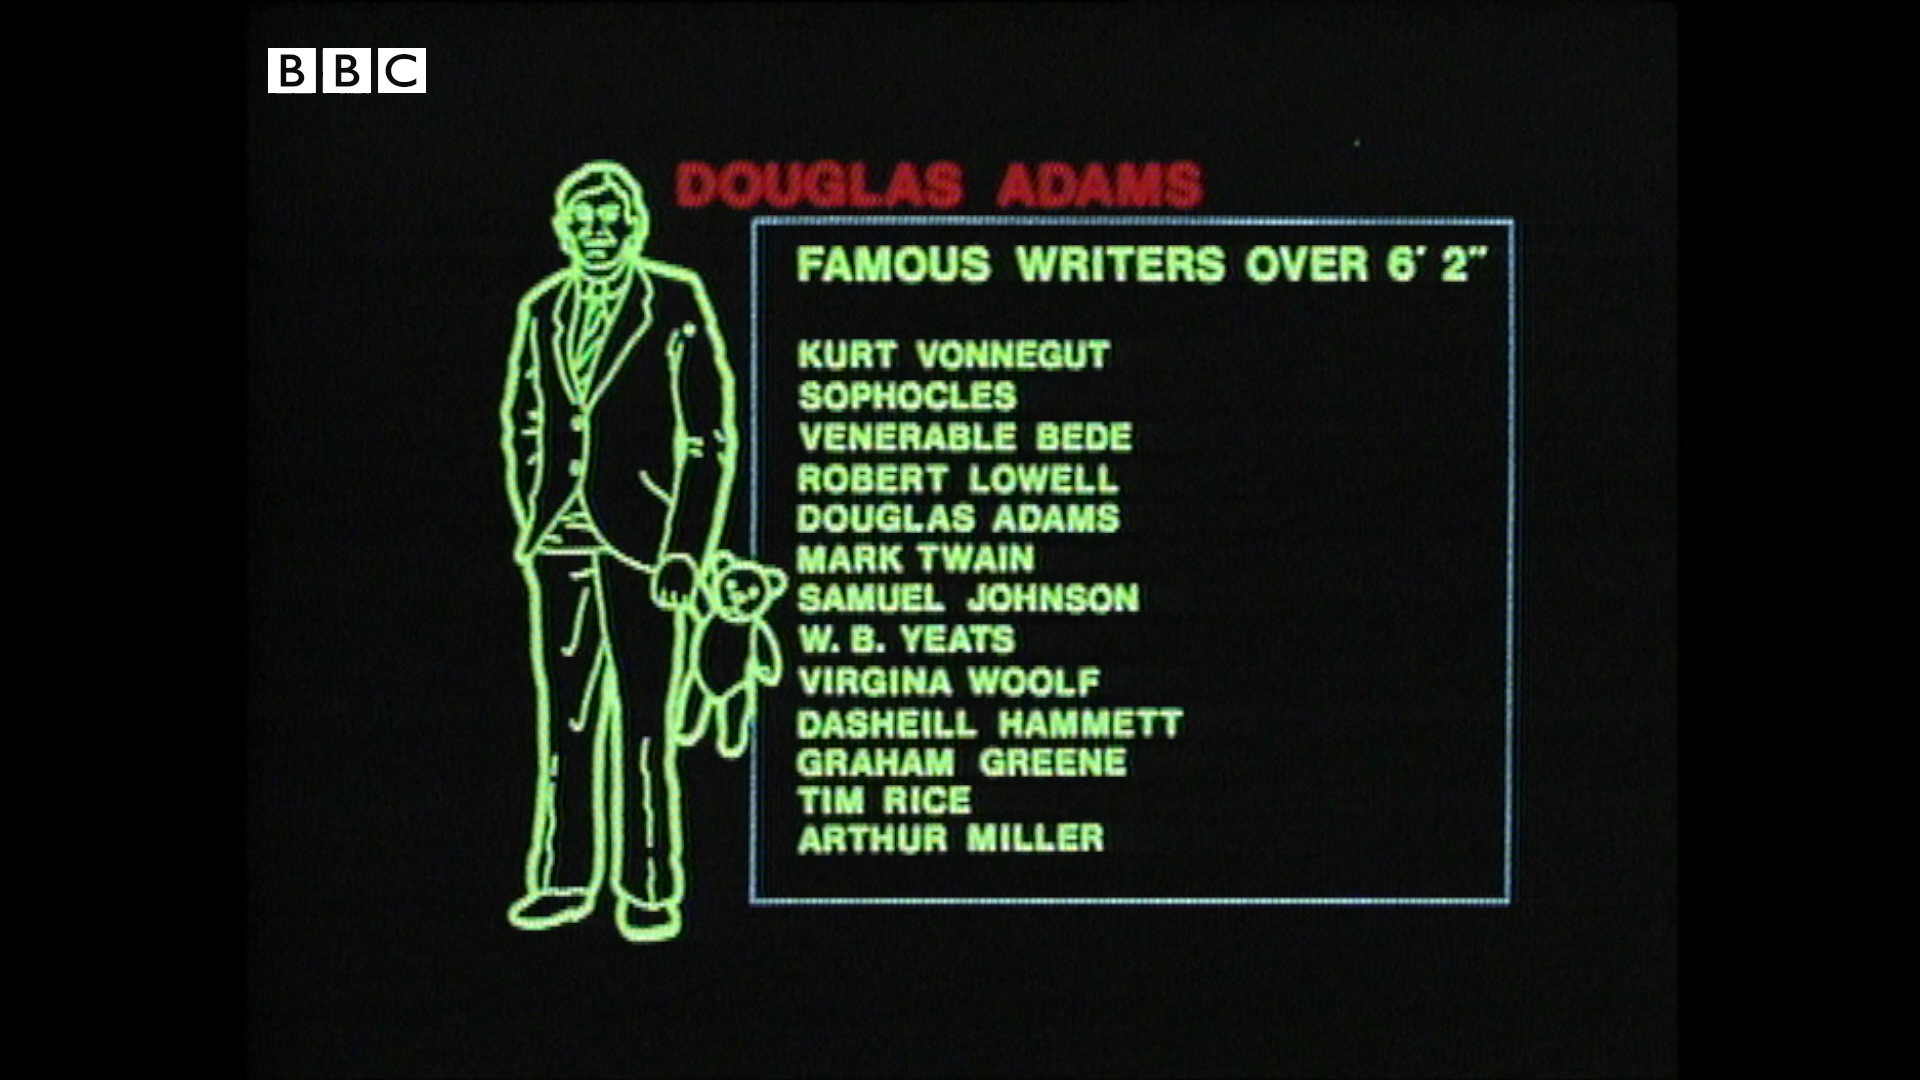 BBC
DOUGLAS ADAMS
FAMOUS WRITERS OVER 6' 2"
KURT VONNEGUT
SOPHOCLES
VENERABLE BEDE
ROBERT LOWELL
DOUGLAS ADAMS
MARK TWAIN
SAMUEL JOHNSON
W. B. YEATS
VIRGINA WOOLF
DASHEILL HAMMETT
GRAHAM GREENE
TIM RICE
ARTHUR MILLER